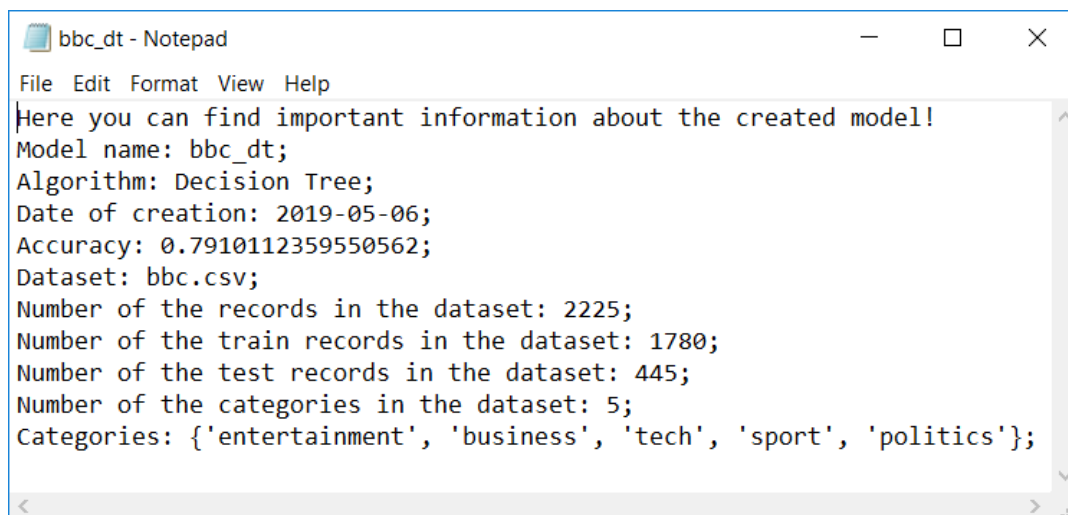 bbc_dt - Notepad
File Edit Format View Help
Here you can find important information about the created model!
Model name: bbc_dt;
Algorithm: Decision Tree;
Date of creation: 2019-05-06;
Accuracy: 0.7910112359550562;
Dataset: bbc.csv;
Number of the records in the dataset: 2225;
Number of the train records in the dataset: 1780;
Number of the test records in the dataset: 445;
Number of the categories in the dataset: 5;
Categories: {'entertainment', 'business', 'tech', 'sport', 'politics'};